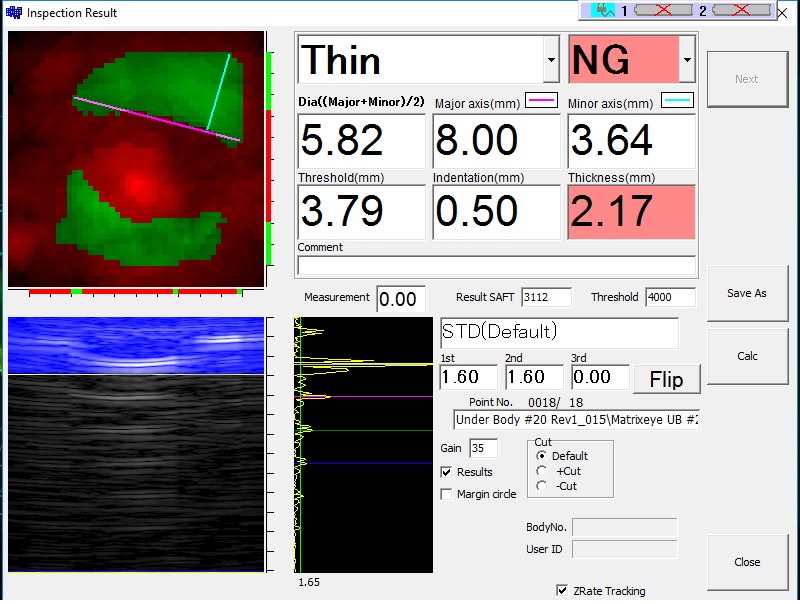 Inspection Result
1 2
Thin NG
Next
Dia((Major+Minor)/2) Major axis(mm) Minor axis(mm)
5.82 8.00 3.64
Threshold(mm) Indentation(mm) Thickness(mm)
3.79 0.50 2.17
Comment
Measurement 0.00 Result SAFT 3112 Threshold 4000
Save As
STD(Default)
1st 2nd 3rd
1.60 1.60 0.00 Flip
Calc
Point No. 0018/ 18
Under Body #20 Rev1_015\Matrixeye UB #2
Gain 35
Cut
Default
Results
+Cut
Margin circle
-Cut
BodyNo.
User ID
Close
1.65
ZRate Tracking